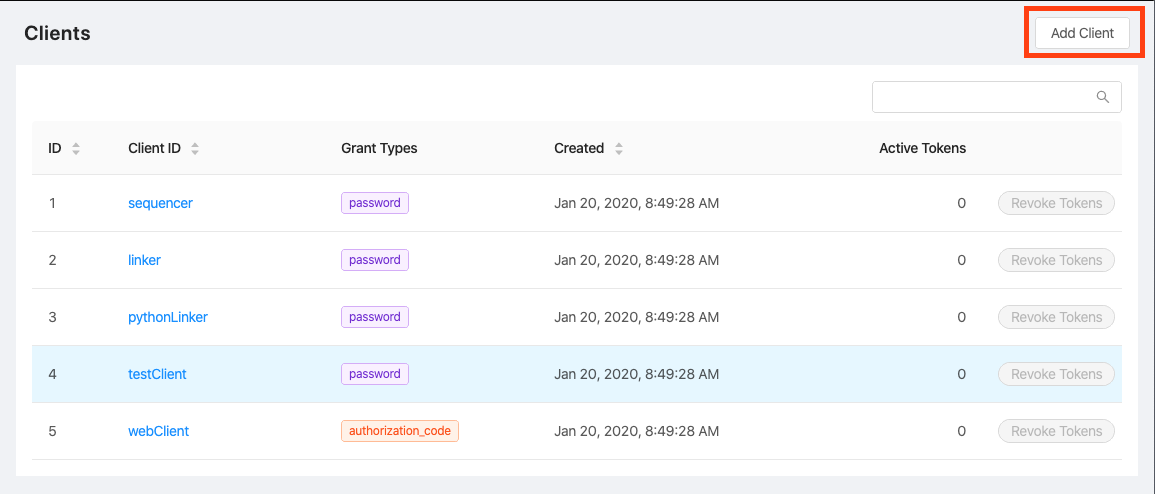 Clients
Add Client
ID Client ID Grant Types Created Active Tokens
1 sequencer password Jan 20, 2020, 8:49:28 AM 0 Revoke Tokens
2 linker password Jan 20, 2020, 8:49:28 AM 0 Revoke Tokens
3 pythonLinker password Jan 20, 2020, 8:49:28 AM 0 Revoke Tokens
4 testClient password Jan 20, 2020, 8:49:28 AM 0 Revoke Tokens
5 webClient authorization_code Jan 20, 2020, 8:49:28 AM 0 Revoke Tokens